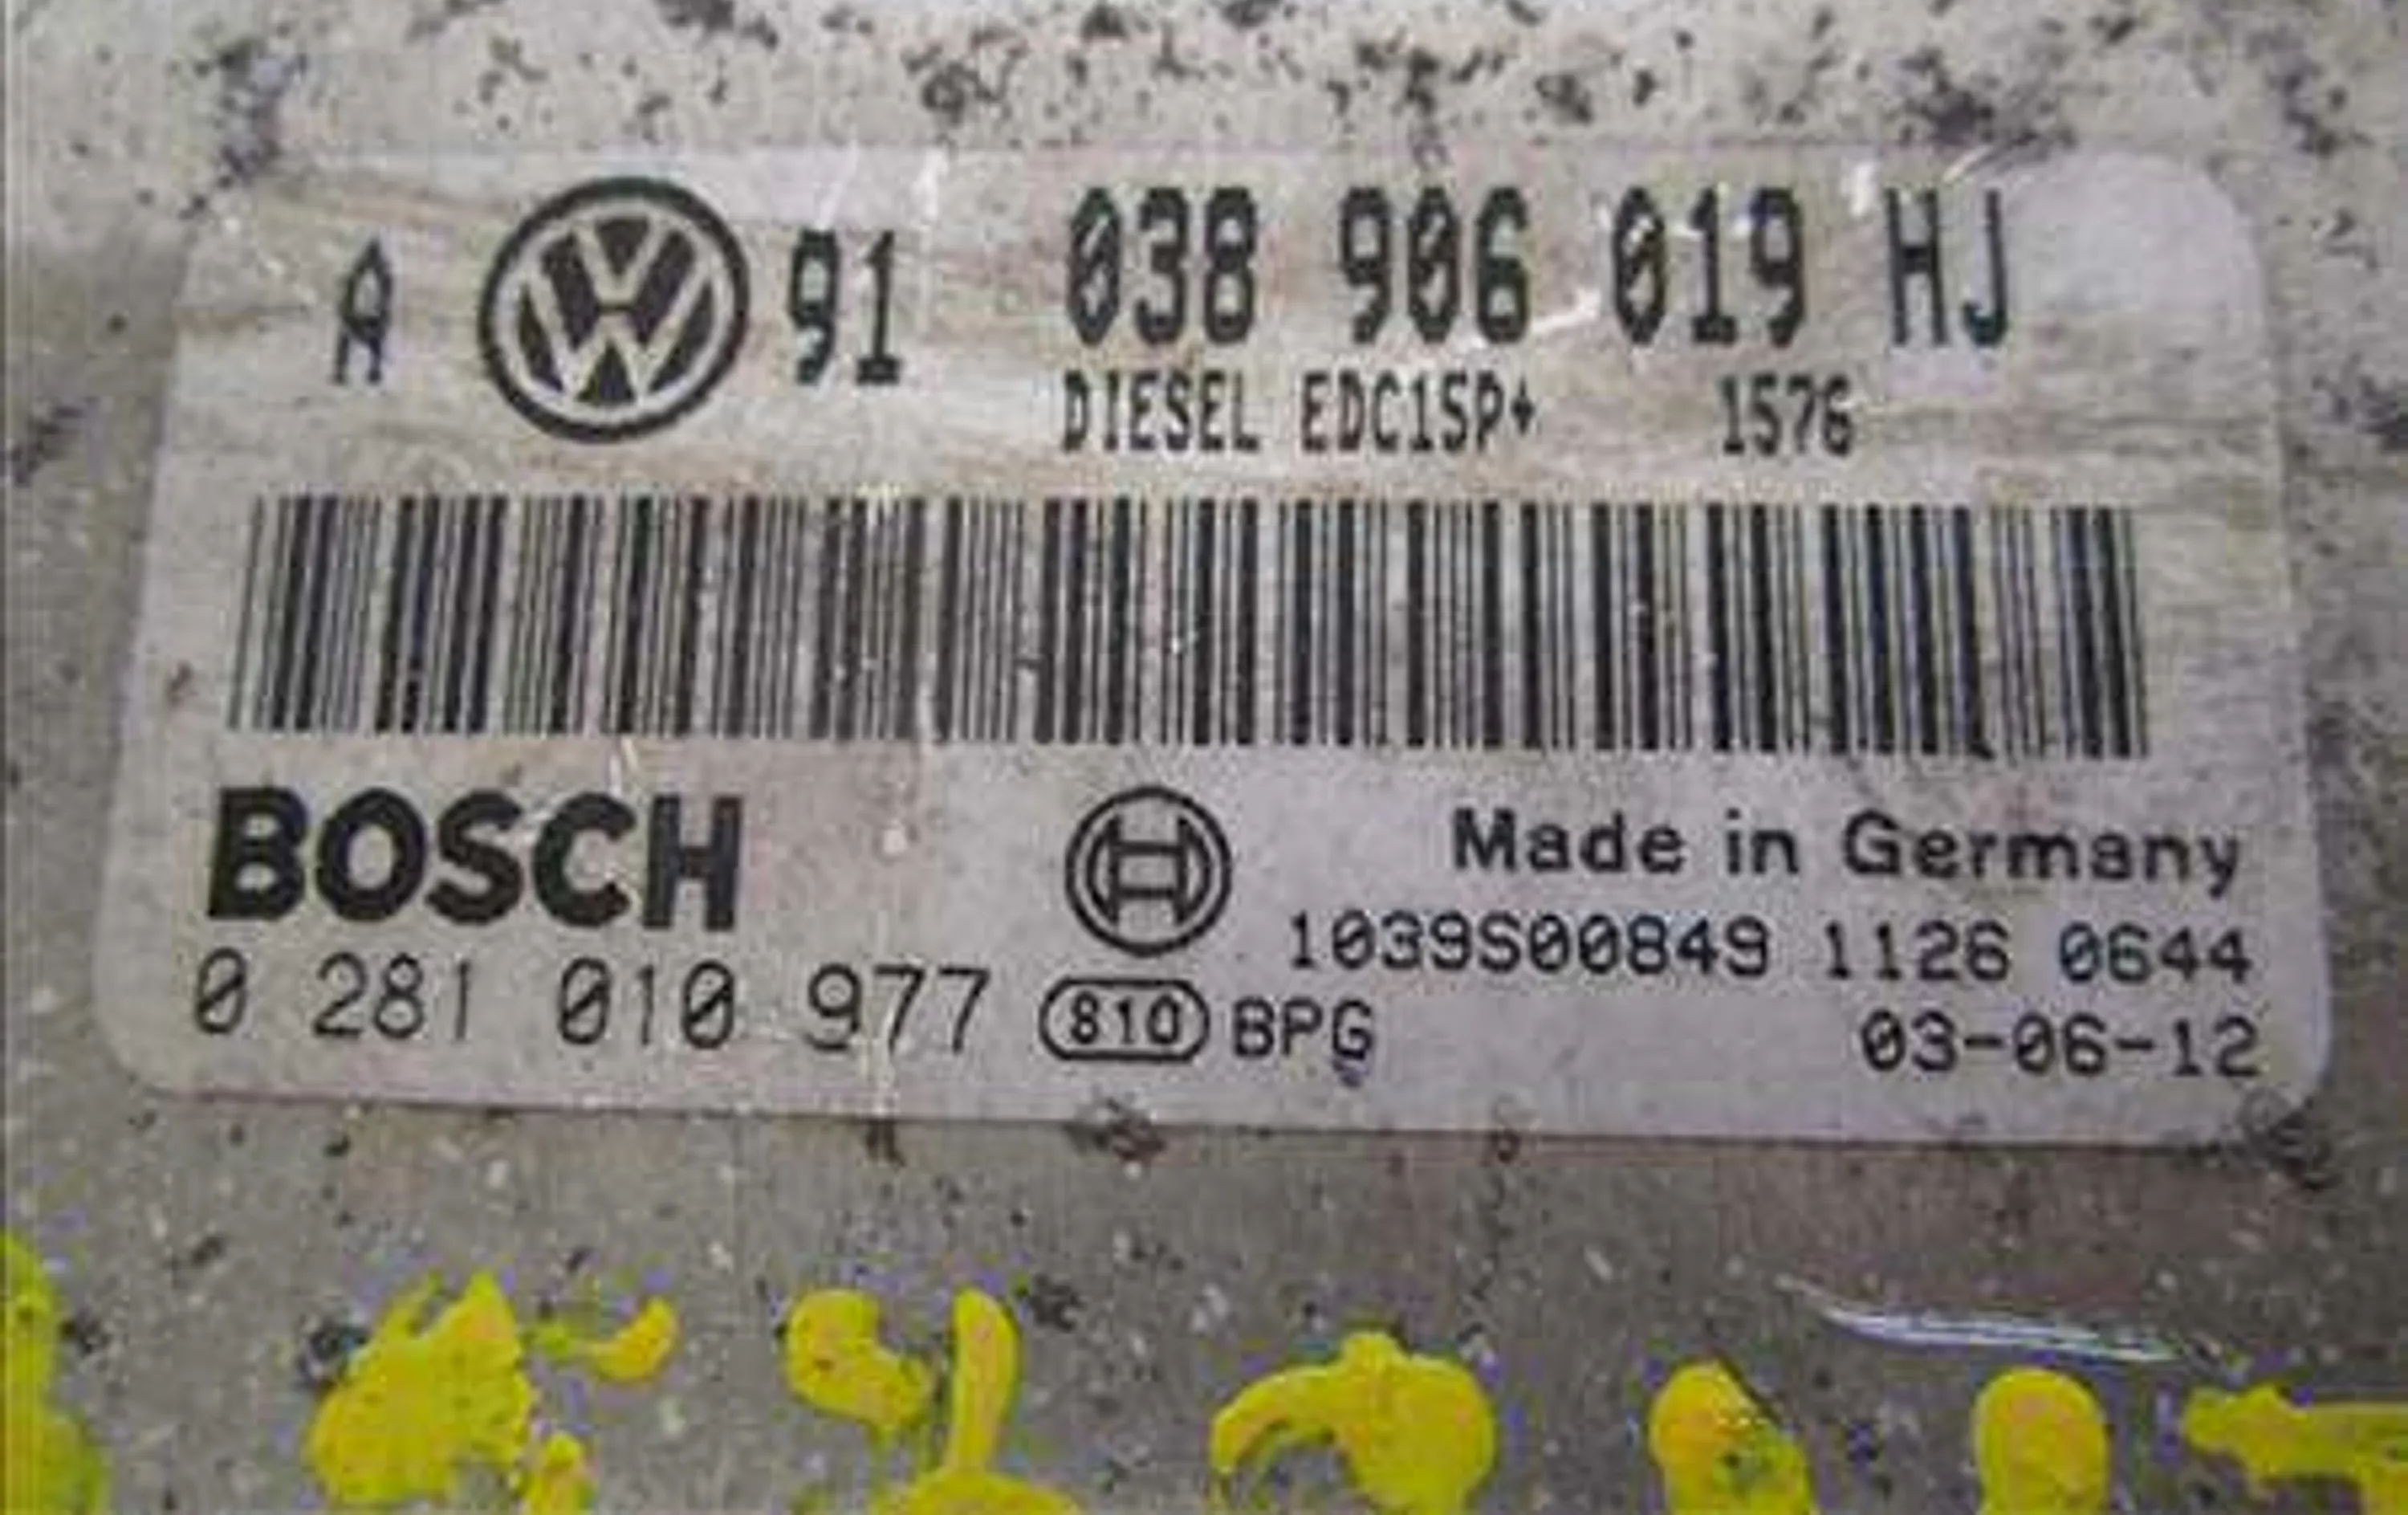 A VW 91 038 906 019 HJ
DIESEL EDC15P+ 1576
BOSCH
Made in Germany
1039S00849 1126 0644
0 281 010 977 810 BPG
03-06-12